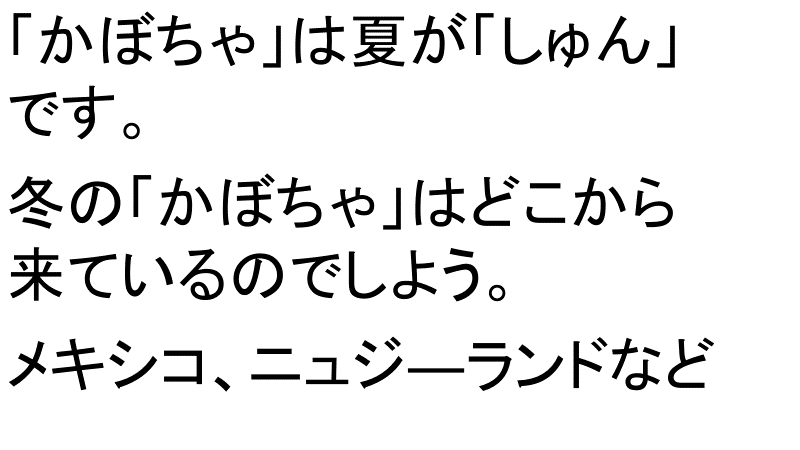 「かぼちゃ」は夏が「しゅん」
です。
冬の「かぼちゃ」はどこから
来ているのでしよう。
メキシコ、ニュジ―ランドなど